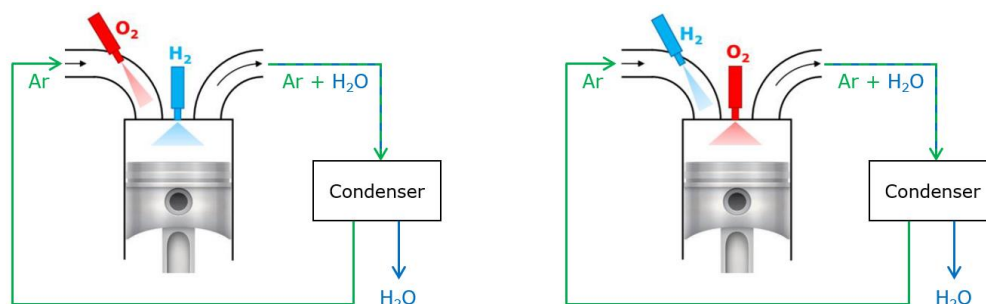 O₂
H₂
Ar
Ar + H₂O
Condenser
H₂O
H₂
O₂
Ar
Ar + H₂O
Condenser
H₂O